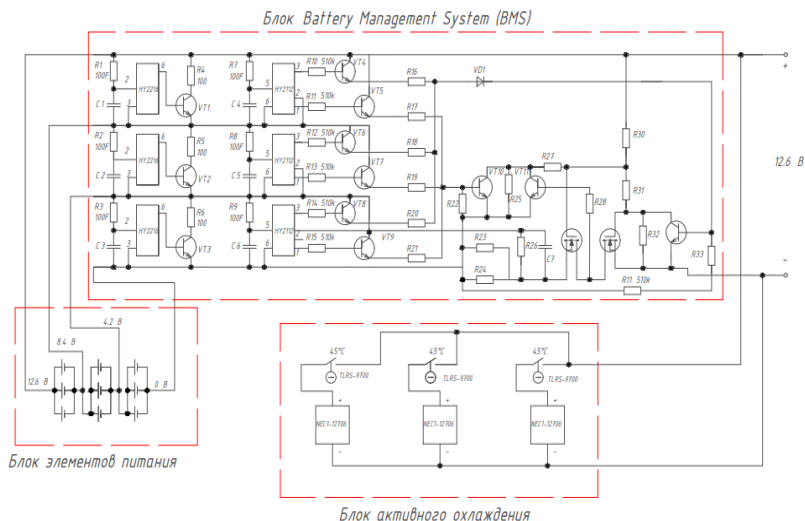 Блок Battery Management System (BMS)
R1
100F
2
6
HY2216
3
C1
R4
100
VT1
R7
100F
5
6
C4
HY2112
3
2
1
R10 510k
R11 510k
VT4
VT5
R16
R17
VD1
R2
100F
2
6
HY2216
3
C2
R5
100
VT2
R8
100F
5
6
C5
HY2112
3
2
1
R12 510k
R13 510k
VT6
VT7
R18
R19
R3
100F
2
6
HY2216
3
C3
R6
100
VT3
R9
100F
5
6
C6
HY2112
3
2
1
R14 510k
R15 510k
VT8
VT9
R20
R21
R22
VT10
R25
VT11
R27
R28
R23
R24
R26
C7
R30
R31
R32
R33
R11 510k
+
12.6 В
-
4.2 В
8.4 В
12.6 В
0 В
Блок элементов питания
45°C
TLRS-9700
+
NEC1-12706
-
45°C
TLRS-9700
+
NEC1-12706
-
45°C
TLRS-9700
+
NEC1-12706
-
Блок активного охлаждения